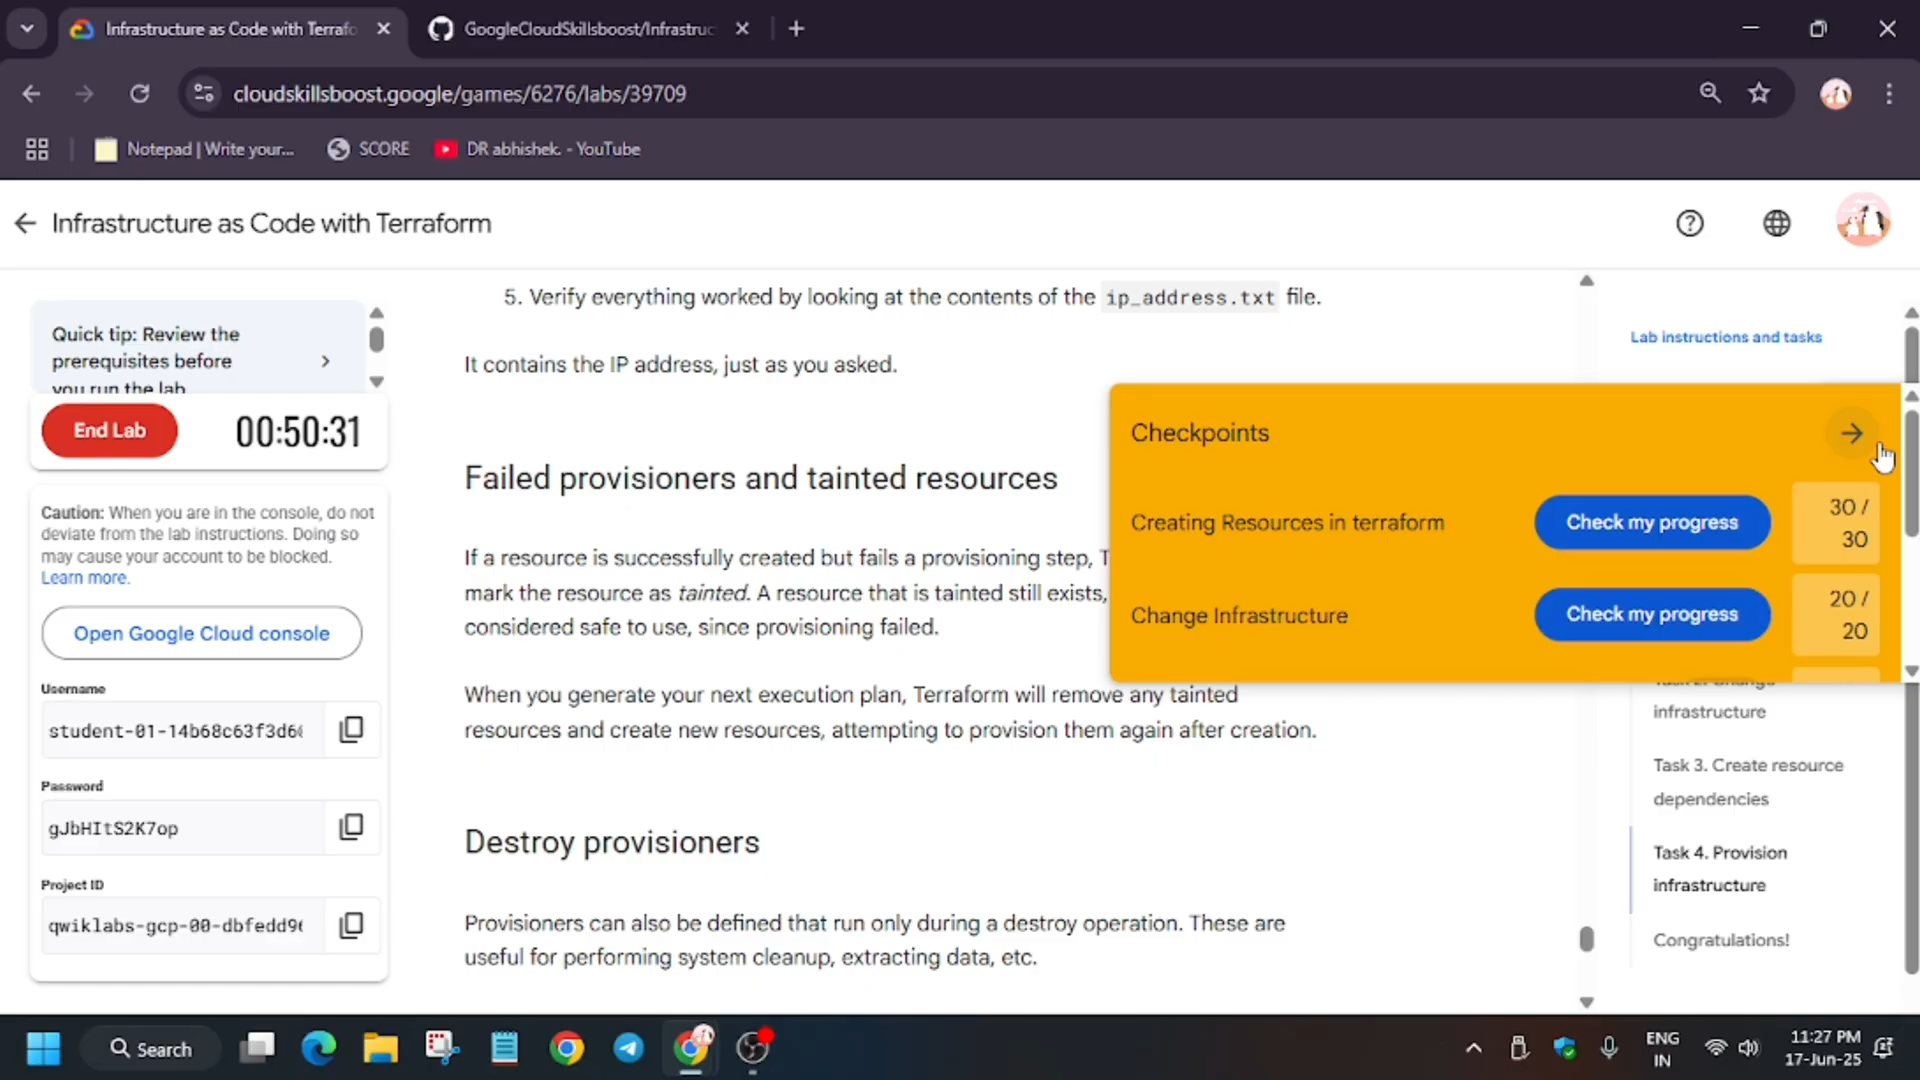 Infrastructure as Code with Terrafo
GoogleCloudSkillsboost/Infrastruc
cloudskillsboost.google/games/6276/labs/39709
Notepad | Write your...
SCORE
DR abhishek. - YouTube
Infrastructure as Code with Terraform
Quick tip: Review the
prerequisites before
you run the lab
End Lab
00:50:31
Caution: When you are in the console, do not
deviate from the lab instructions. Doing so
may cause your account to be blocked.
Learn more.
Open Google Cloud console
Username
student-01-14b68c63f3d6
Password
gJbHItS2K7op
Project ID
qwiklabs-gcp-00-dbfedd9
5. Verify everything worked by looking at the contents of the ip_address.txt file.
It contains the IP address, just as you asked.
Failed provisioners and tainted resources
If a resource is successfully created but fails a provisioning step, T
mark the resource as tainted. A resource that is tainted still exists,
considered safe to use, since provisioning failed.
When you generate your next execution plan, Terraform will remove any tainted
resources and create new resources, attempting to provision them again after creation.
Destroy provisioners
Provisioners can also be defined that run only during a destroy operation. These are
useful for performing system cleanup, extracting data, etc.
Lab instructions and tasks
Checkpoints
Creating Resources in terraform
Check my progress
30 /
30
Change Infrastructure
Check my progress
20 /
20
Task 2. Change
infrastructure
Task 3. Create resource
dependencies
Task 4. Provision
infrastructure
Congratulations!
Search
ENG
IN
11:27 PM
17-Jun-25